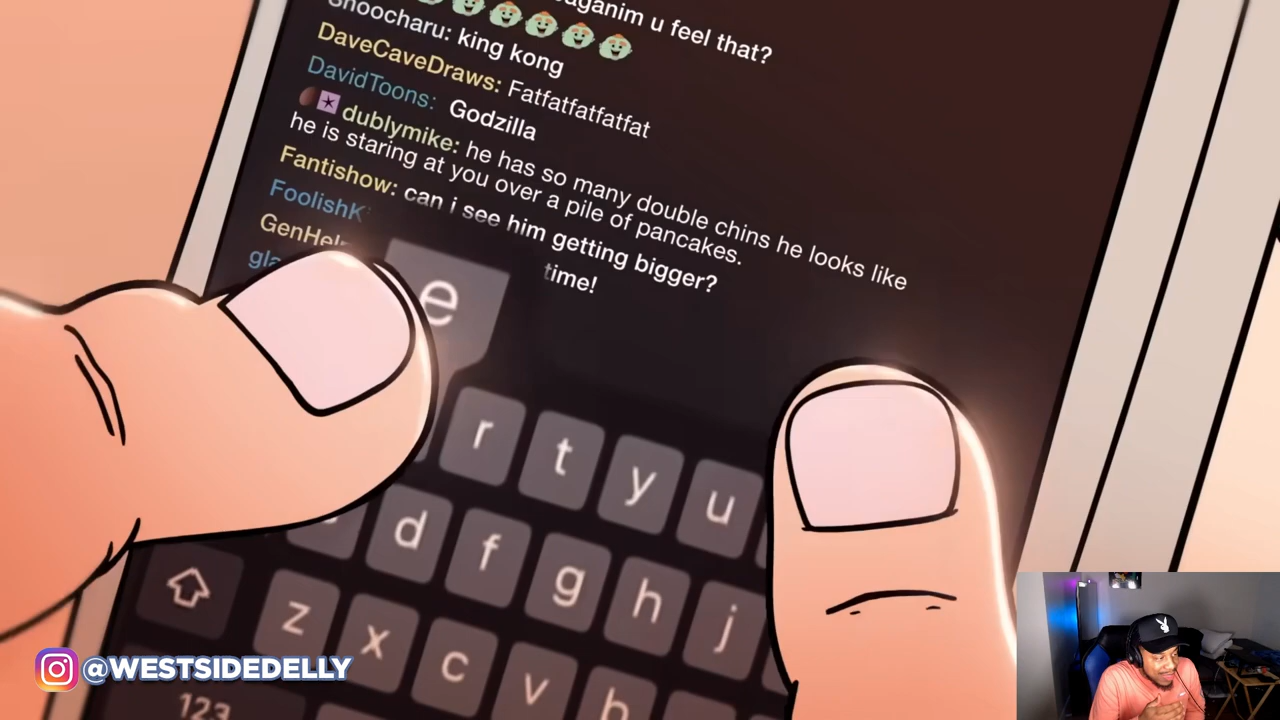 u feel that?
Shoocharu: king kong
DaveCaveDraws: Fatfatfatfatfat
DavidToons: Godzilla
dublymike: he has so many double chins he looks like
he is staring at you over a pile of pancakes.
Fantishow: can i see him getting bigger?
time!
e
r t y u
d f g h j
z x c v b
123
@WESTSIDEDELLY